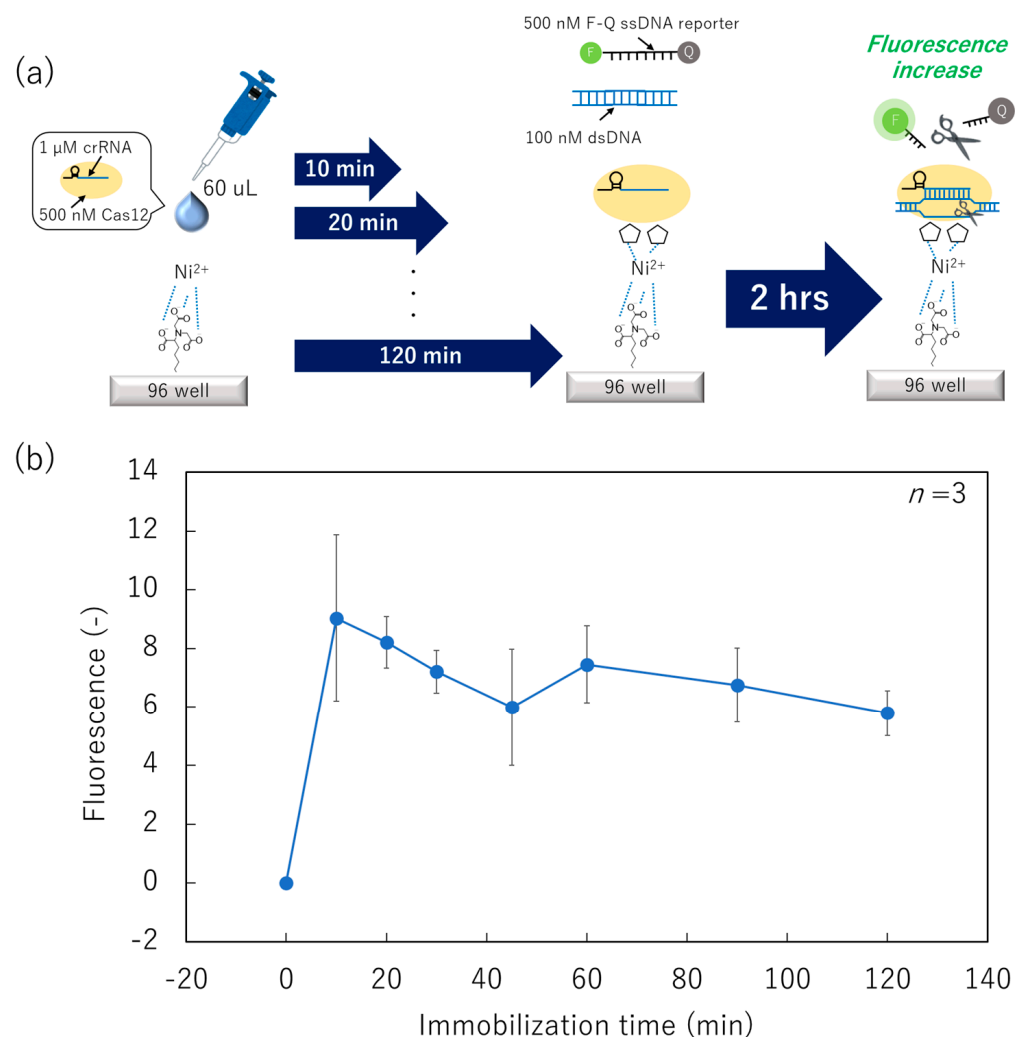 (a)
500 nM F-Q ssDNA reporter
F
Q
100 nM dsDNA
Fluorescence
increase
F
Q
1 µM crRNA
500 nM Cas12
60 uL
10 min
20 min
120 min
2 hrs
Ni²⁺
Ni²⁺
Ni²⁺
O
O⁻
O
O⁻
N
O⁻
O
O
O⁻
O
O⁻
N
O⁻
O
O
O⁻
O
O⁻
N
O⁻
O
96 well
96 well
96 well
(b)
n =3
Fluorescence (-)
14
12
10
8
6
4
2
0
-2
-20
0
20
40
60
80
100
120
140
Immobilization time (min)